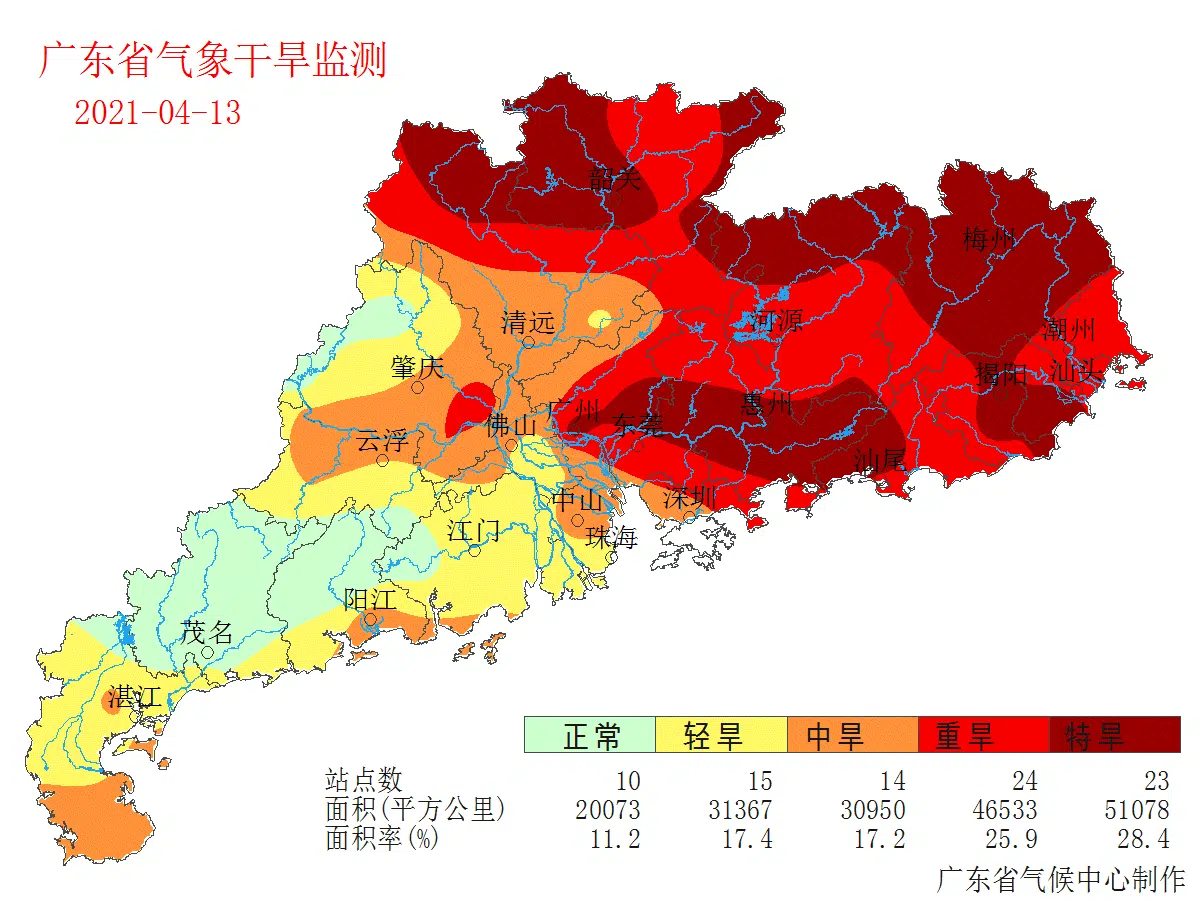 广东省气象干旱监测
2021-04-13
韶关
梅州
清远
河源
潮州
肇庆
揭阳
汕头
广州
惠州
佛山
东莞
云浮
汕尾
中山
深圳
江门
珠海
阳江
茂名
湛江
正常 轻旱 中旱 重旱 特旱
站点数 10 15 14 24 23
面积(平方公里) 20073 31367 30950 46533 51078
面积率(%) 11.2 17.4 17.2 25.9 28.4
广东省气候中心制作